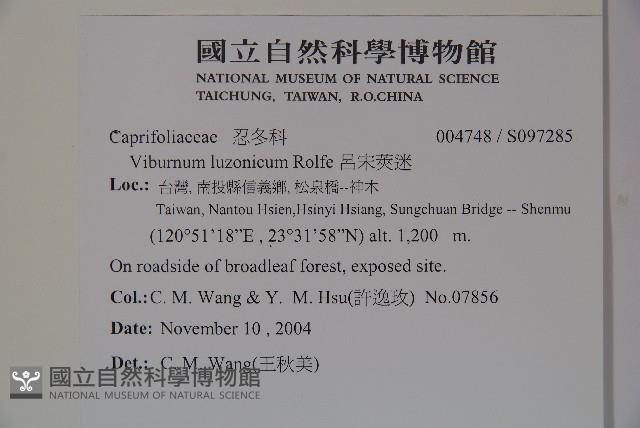 國立自然科學博物館
NATIONAL MUSEUM OF NATURAL SCIENCE
TAICHUNG, TAIWAN, R.O.CHINA
Caprifoliaceae 忍冬科 004748 / S097285
Viburnum luzonicum Rolfe 呂宋莢迷
Loc.: 台灣, 南投縣信義鄉, 松泉橋--神木
Taiwan, Nantou Hsien,Hsinyi Hsiang, Sungchuan Bridge -- Shenmu
(120°51'18"E , 23°31'58"N) alt. 1,200 m.
On roadside of broadleaf forest, exposed site.
Col.: C. M. Wang & Y. M. Hsu(許逸玫) No.07856
Date: November 10 , 2004
Det.: C. M. Wang(王秋美)
國立自然科學博物館
NATIONAL MUSEUM OF NATURAL SCIENCE